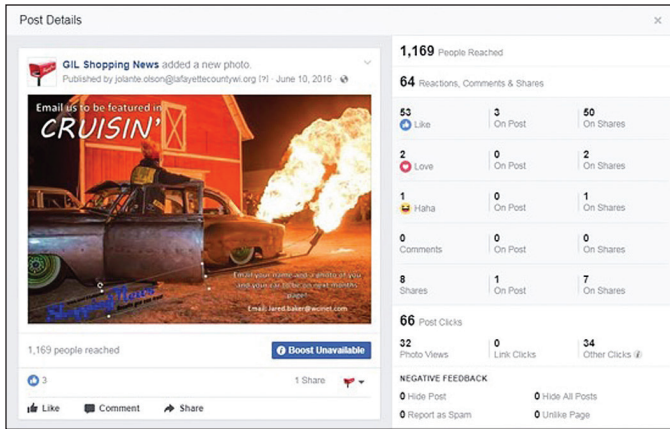 Post Details
GIL Shopping News added a new photo.
Published by jolante.olson@lafayettecountywi.org [?] · June 10, 2016 ·
Email us to be featured in
CRUISIN'
Email your name and a photo of you
and your car to be on next months
page!
Email: Jared.baker@wcinet.com
Shopping News
1,169 people reached
Boost Unavailable
3
1 Share
Like Comment Share
1,169 People Reached
64 Reactions, Comments & Shares
53 3 50
Like On Post On Shares
2 0 2
Love On Post On Shares
1 0 1
Haha On Post On Shares
0 0 0
Comments On Post On Shares
8 1 7
Shares On Post On Shares
66 Post Clicks
32 0 34
Photo Views Link Clicks Other Clicks
NEGATIVE FEEDBACK
0 Hide Post 0 Hide All Posts
0 Report as Spam 0 Unlike Page